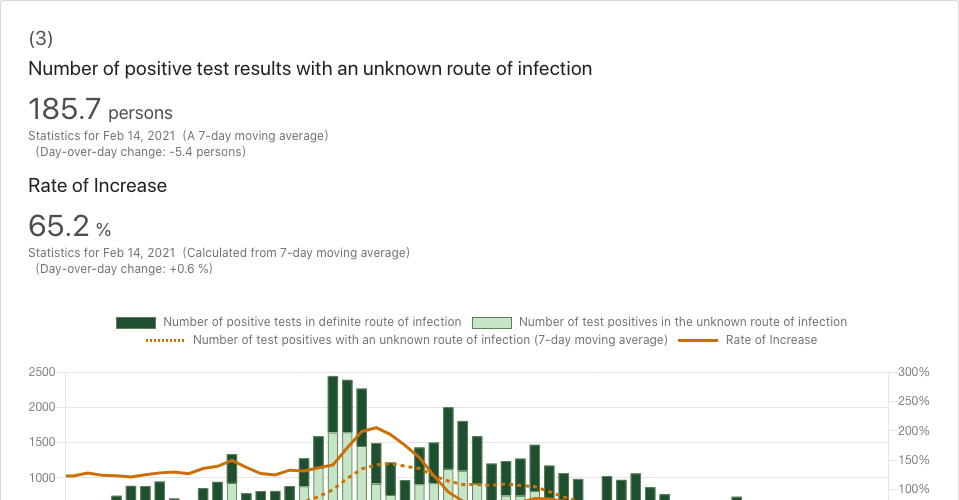 (3)
Number of positive test results with an unknown route of infection
185.7 persons
Statistics for Feb 14, 2021 (A 7-day moving average)
(Day-over-day change: -5.4 persons)
Rate of Increase
65.2 %
Statistics for Feb 14, 2021 (Calculated from 7-day moving average)
(Day-over-day change: +0.6 %)
Number of positive tests in definite route of infection Number of test positives in the unknown route of infection
Number of test positives with an unknown route of infection (7-day moving average) Rate of Increase
2500 300%
250%
2000
200%
1500
150%
1000
100%